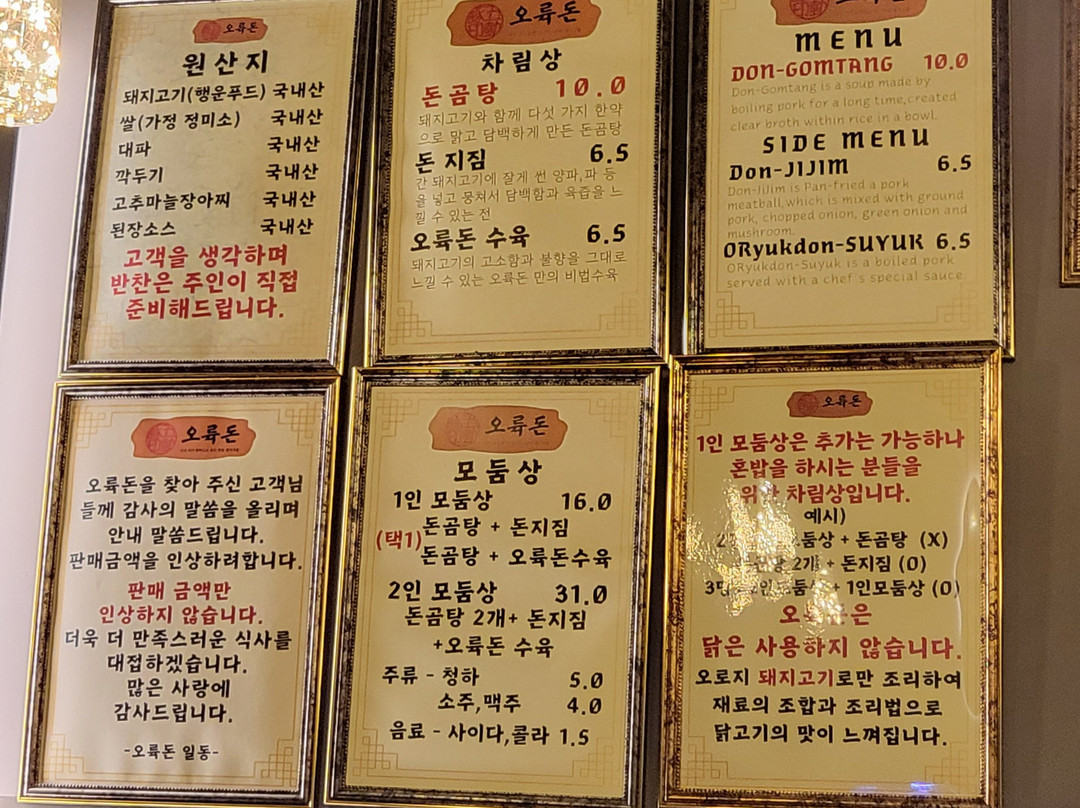 오륙돈
원산지
돼지고기(행운푸드) 국내산
쌀(가정 정미소) 국내산
대파 국내산
깍두기 국내산
고추마늘장아찌 국내산
된장소스 국내산
고객을 생각하며
반찬은 주인이 직접
준비해드립니다.
오륙돈
차림상
돈곰탕 10.0
돼지고기와 함께 다섯 가지 한약
으로 맑고 담백하게 만든 돈곰탕
돈 지짐 6.5
간 돼지고기에 잘게 썬 양파,파 등
을 넣고 뭉쳐서 담백함과 육즙을 느
낄 수 있는 전
오륙돈 수육 6.5
돼지고기의 고소함과 불향을 그대로
느낄 수 있는 오륙돈 만의 비법수육
MENU
DON-GOMTANG 10.0
Don-Gomtang is a soup made by
boiling pork for a long time,created
clear broth within rice in a bowl.
SIDE MENU
Don-JIJIM 6.5
Don-Jijim is Pan-fried a pork
meatball,which is mixed with ground
pork, chopped onion, green onion and
mushroom.
ORyukdon-SUYUK 6.5
ORyukdon-Suyuk is a boiled pork
served with a chef's special sauce
오륙돈
오륙돈을 찾아 주신 고객님
들께 감사의 말씀을 올리며
안내 말씀드립니다.
판매금액을 인상하려합니다.
판매 금액만
인상하지 않습니다.
더욱 더 만족스러운 식사를
대접하겠습니다.
많은 사랑에
감사드립니다.
-오륙돈 일동-
오륙돈
모둠상
1인 모둠상 16.0
(택1)돈곰탕 + 돈지짐
돈곰탕 + 오륙돈수육
2인 모둠상 31.0
돈곰탕 2개+ 돈지짐
+오륙돈 수육
주류 - 청하 5.0
소주,맥주 4.0
음료 - 사이다,콜라 1.5
오륙돈
1인 모둠상은 추가는 가능하나
혼밥을 하시는 분들을
위한 차림상입니다.
예시)
+ 돈곰탕 (X)
2개 + 돈지짐 (O)
+ 1인모둠상 (O)
닭은 사용하지 않습니다.
오로지 돼지고기로만 조리하여
재료의 조합과 조리법으로
닭고기의 맛이 느껴집니다.